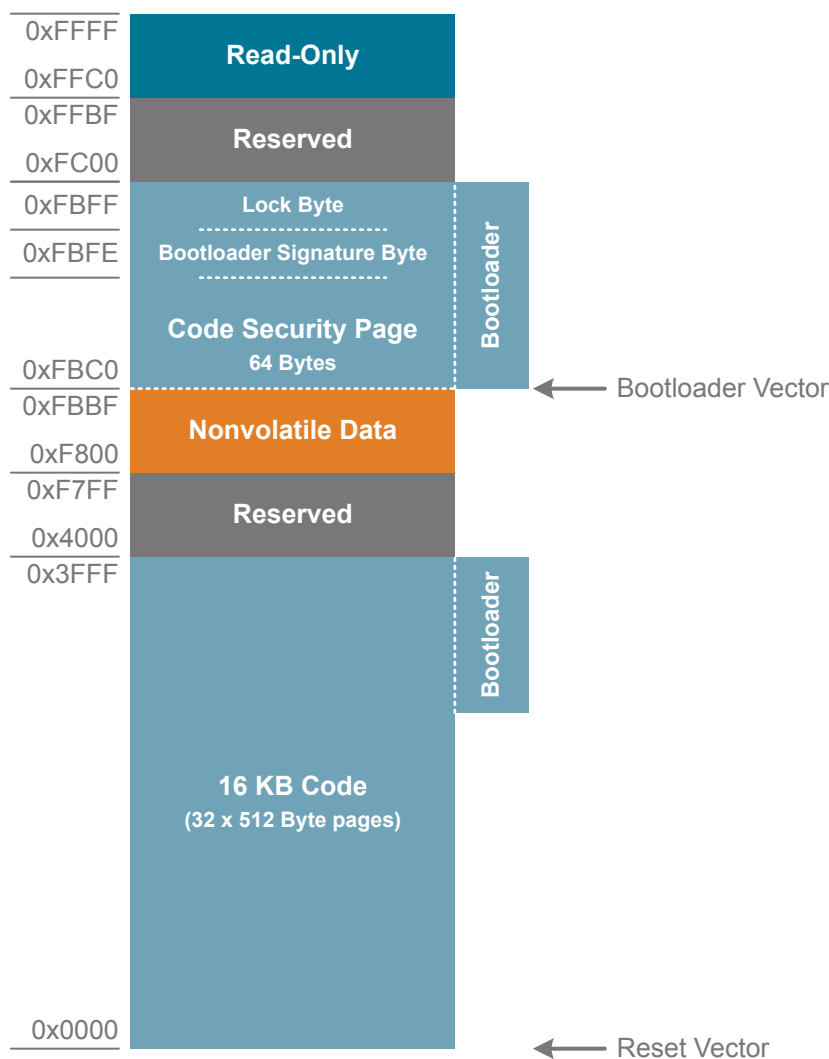 0xFFFF
Read-Only
0xFFC0
0xFFBF
Reserved
0xFC00
0xFBFF
Lock Byte
0xFBFE
Bootloader Signature Byte
Bootloader
Code Security Page
64 Bytes
0xFBC0
Bootloader Vector
0xFBBF
Nonvolatile Data
0xF800
0xF7FF
Reserved
0x4000
0x3FFF
Bootloader
16 KB Code
(32 x 512 Byte pages)
0x0000
Reset Vector